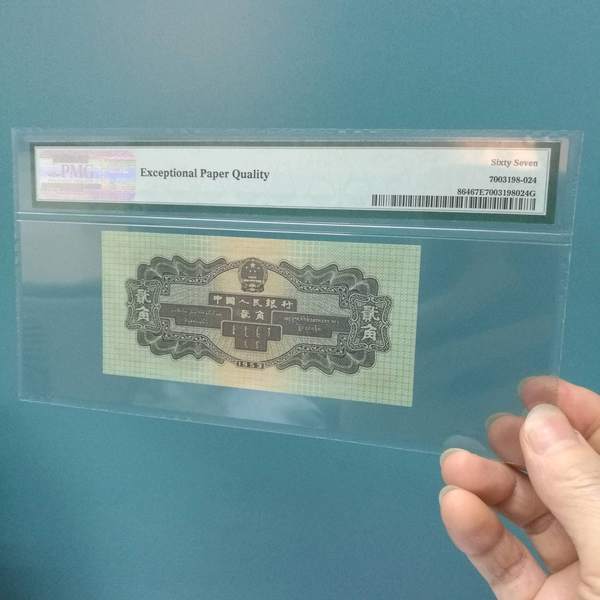 PMG
Exceptional Paper Quality
Sixty Seven
7003198-024
86467E7003198024G
中國人民銀行
貳角
貳角
貳角
1953